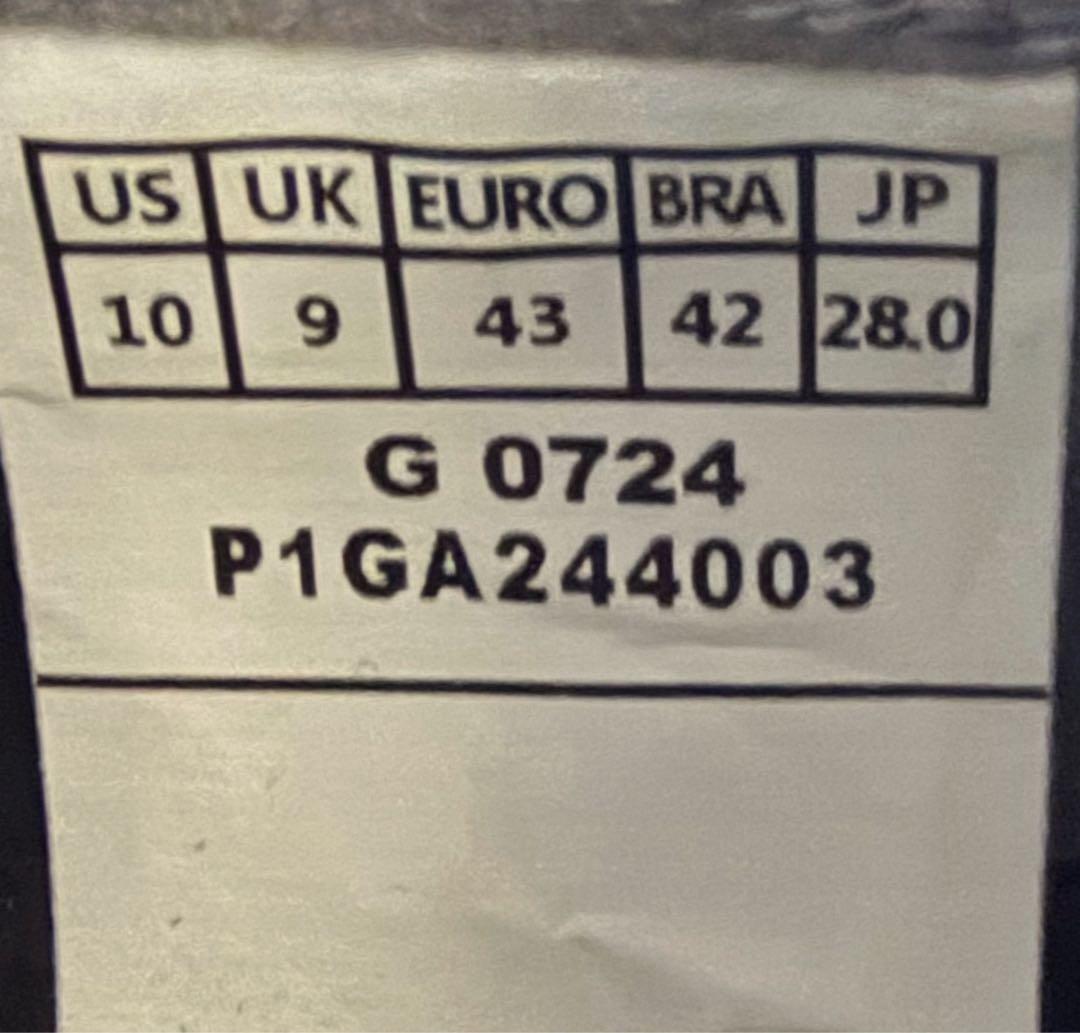 US UK EURO BRA JP
10 9 43 42 28.0
G 0724
P1GA244003